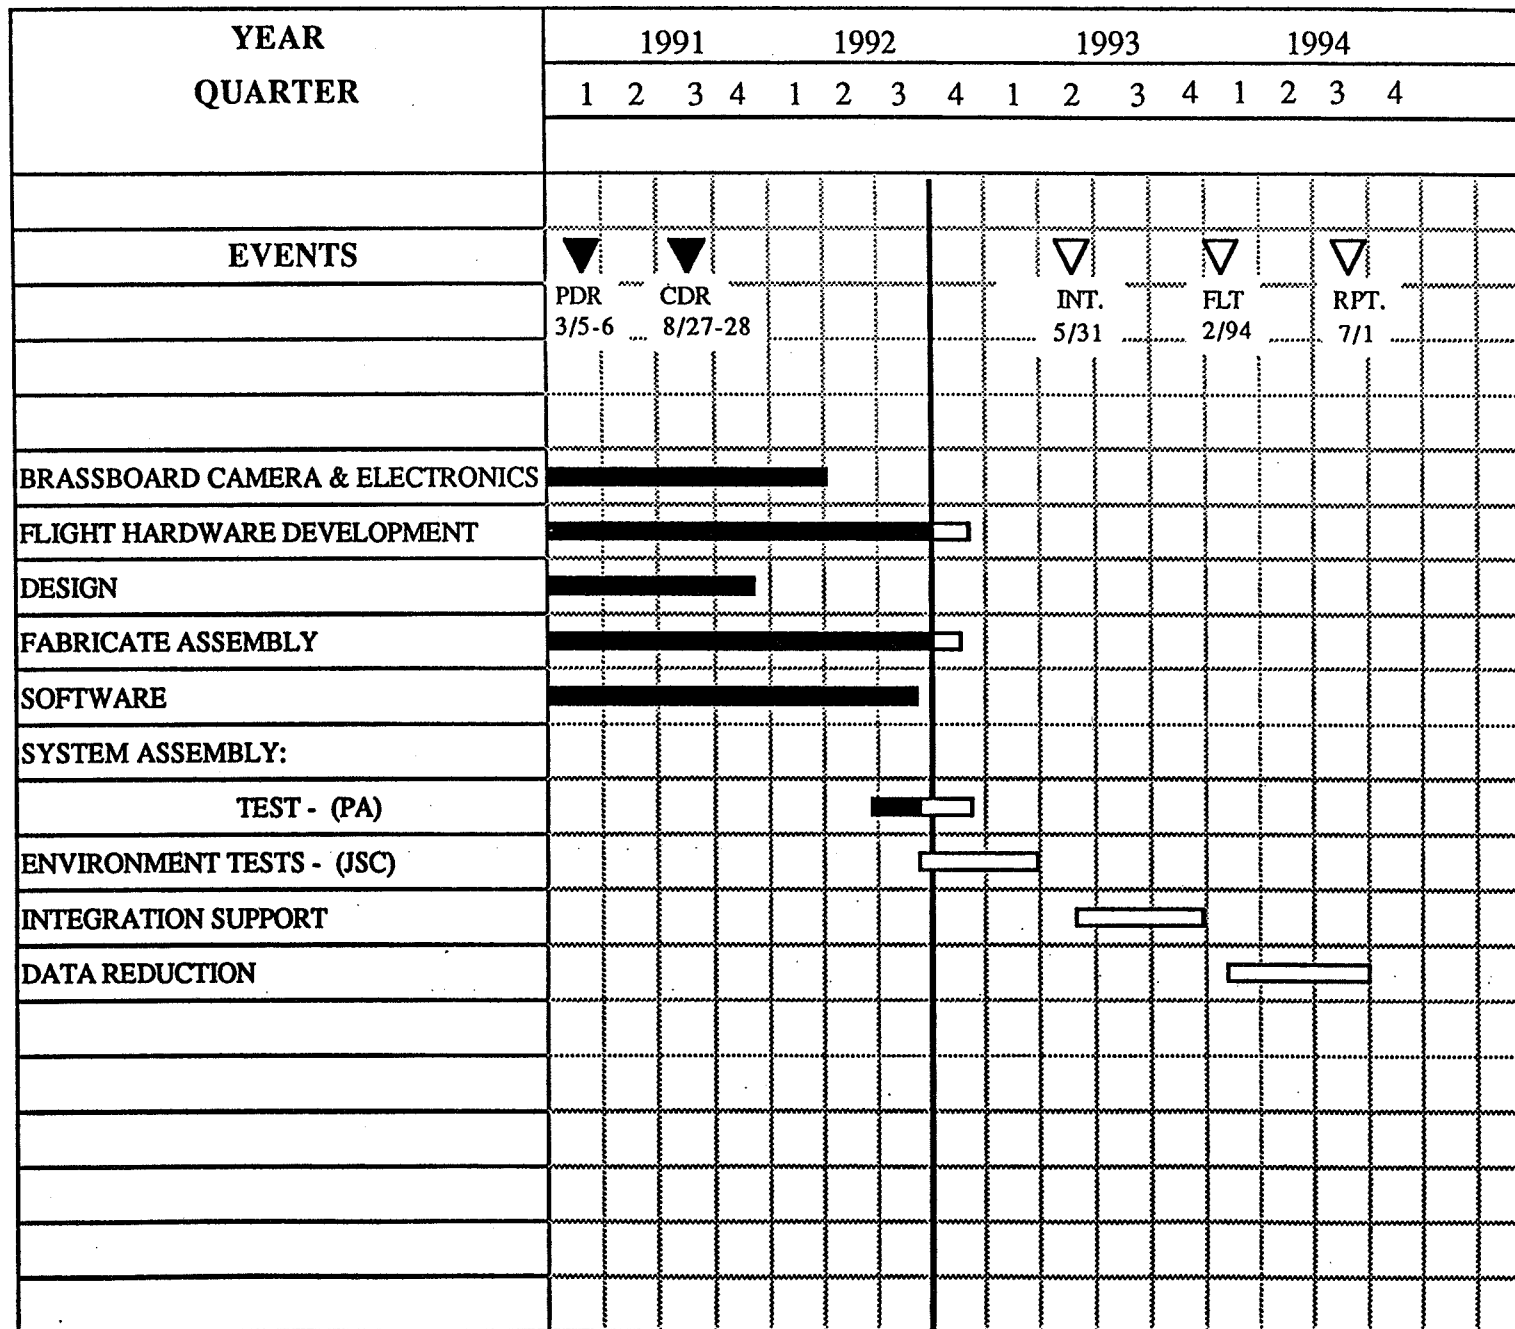 YEAR 1991 1992 1993 1994
QUARTER 1 2 3 4 1 2 3 4 1 2 3 4 1 2 3 4
EVENTS
PDR CDR INT. FLT RPT.
3/5-6 8/27-28 5/31 2/94 7/1
BRASSBOARD CAMERA & ELECTRONICS
FLIGHT HARDWARE DEVELOPMENT
DESIGN
FABRICATE ASSEMBLY
SOFTWARE
SYSTEM ASSEMBLY:
TEST - (PA)
ENVIRONMENT TESTS - (JSC)
INTEGRATION SUPPORT
DATA REDUCTION